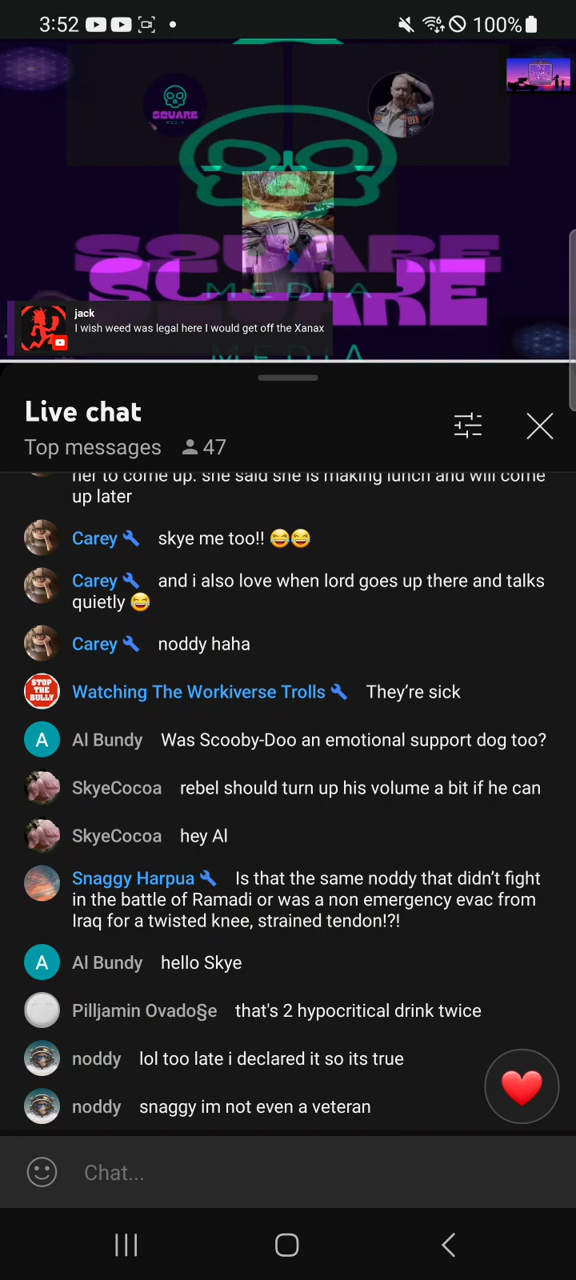 3:52
100%
SQUARE
MEDIA
SQUARE
SQUARE
MEDIA
MEDIA
jack
I wish weed was legal here I would get off the Xanax
Live chat
Top messages 47
her to come up. she said she is making lunch and will come
up later
Carey skye me too!! 😂😂
Carey and i also love when lord goes up there and talks
quietly 😂
Carey noddy haha
STOP
THE
BULLY
Watching The Workiverse Trolls They’re sick
A Al Bundy Was Scooby-Doo an emotional support dog too?
SkyeCocoa rebel should turn up his volume a bit if he can
SkyeCocoa hey Al
Snaggy Harpua Is that the same noddy that didn’t fight
in the battle of Ramadi or was a non emergency evac from
Iraq for a twisted knee, strained tendon!?!
A Al Bundy hello Skye
Pilljamin Ovado§e that's 2 hypocritical drink twice
noddy lol too late i declared it so its true
noddy snaggy im not even a veteran
Chat...